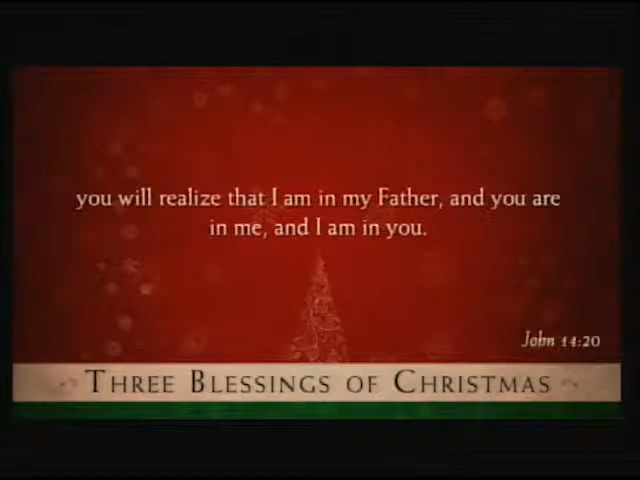 you will realize that I am in my Father, and you are
in me, and I am in you.
John 14:20
THREE BLESSINGS OF CHRISTMAS